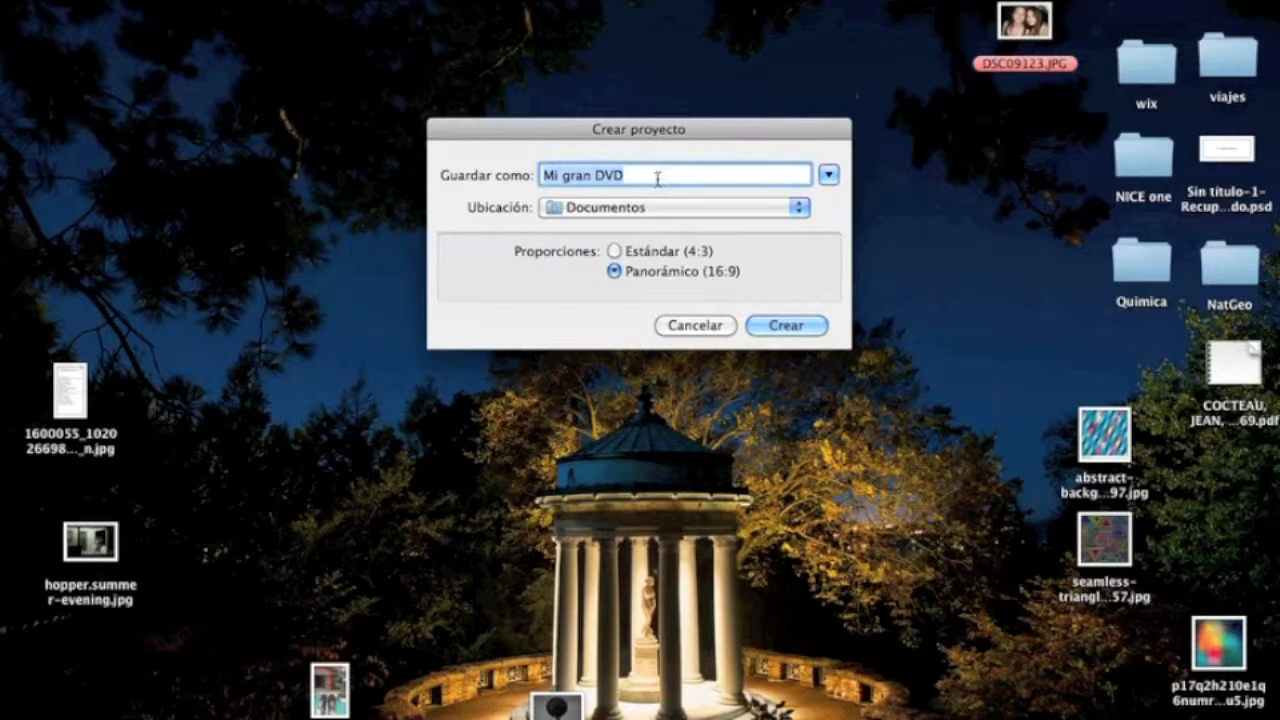 DSC09123.JPG
wix
viajes
Crear proyecto
Guardar como: Mi gran DVD
Ubicación: Documentos
NICE one
Sin título-1-
Recup...do.psd
Proporciones: Estándar (4:3)
Panorámico (16:9)
Quimica
NatGeo
Cancelar Crear
COCTEAU,
JEAN, ...69.pdf
1600055_1020
26698..._n.jpg
abstract-
backg...97.jpg
hopper.summe
r-evening.jpg
seamless-
triangl...57.jpg
p17q2h210e1q
6numr...u5.jpg